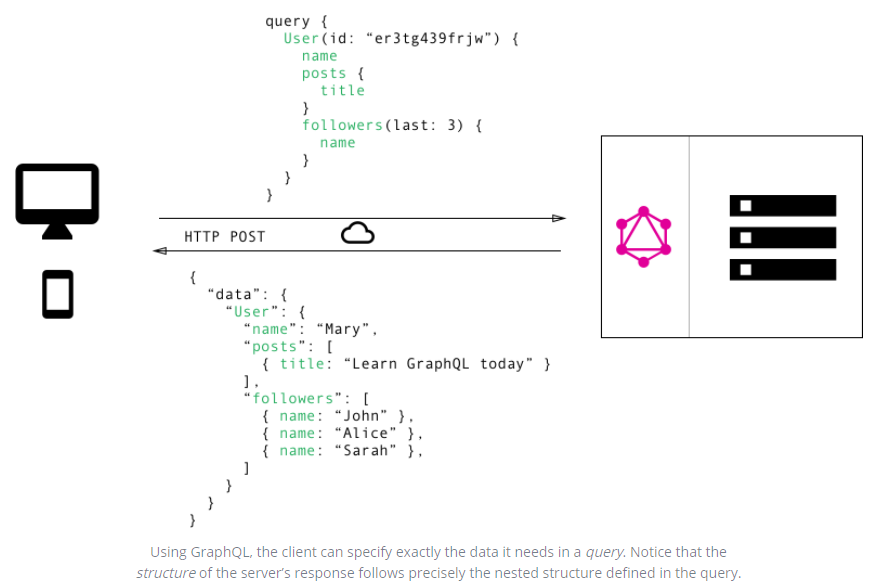 query {
User(id: “er3tg439frjw”) {
name
posts {
title
}
followers(last: 3) {
name
}
}
}
HTTP POST
{
“data”: {
“User”: {
“name”: “Mary”,
“posts”: [
{ title: “Learn GraphQL today” }
],
“followers”: [
{ name: “John” },
{ name: “Alice” },
{ name: “Sarah” },
]
}
}
}
Using GraphQL, the client can specify exactly the data it needs in a query. Notice that the
structure of the server’s response follows precisely the nested structure defined in the query.